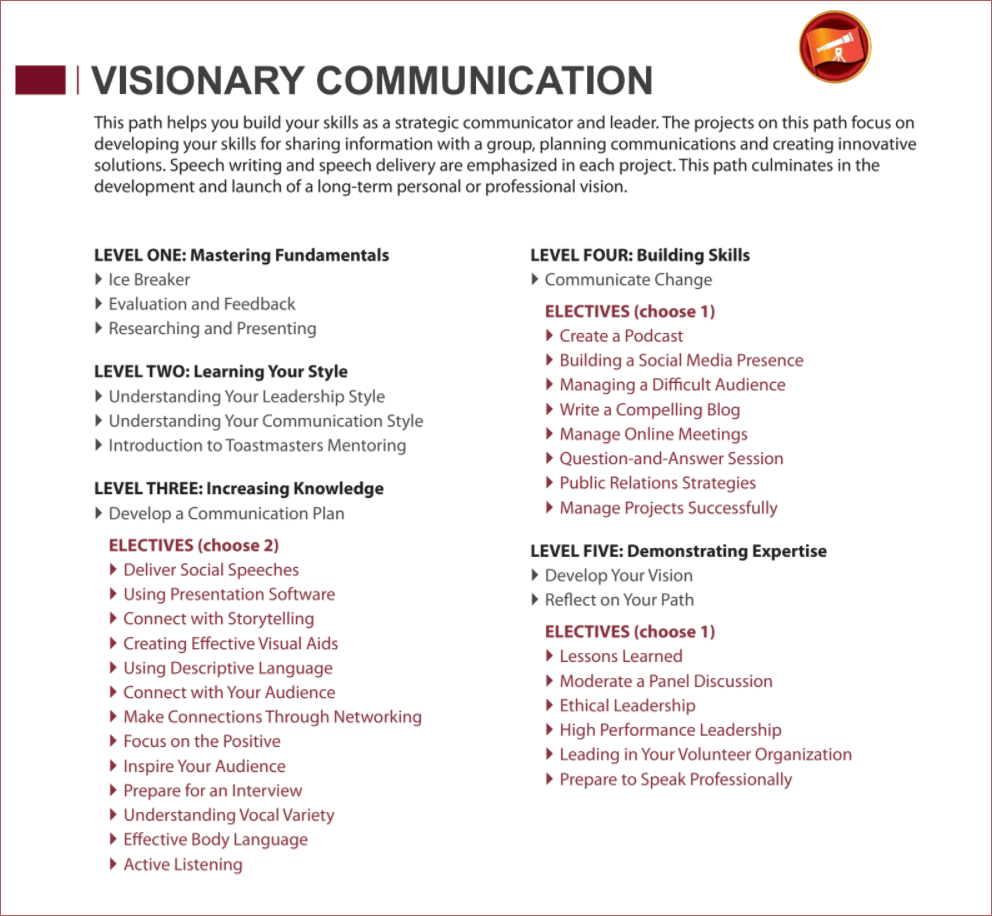 VISIONARY COMMUNICATION
This path helps you build your skills as a strategic communicator and leader. The projects on this path focus on
developing your skills for sharing information with a group, planning communications and creating innovative
solutions. Speech writing and speech delivery are emphasized in each project. This path culminates in the
development and launch of a long-term personal or professional vision.
LEVEL ONE: Mastering Fundamentals
Ice Breaker
Evaluation and Feedback
Researching and Presenting
LEVEL TWO: Learning Your Style
Understanding Your Leadership Style
Understanding Your Communication Style
Introduction to Toastmasters Mentoring
LEVEL THREE: Increasing Knowledge
Develop a Communication Plan
ELECTIVES (choose 2)
Deliver Social Speeches
Using Presentation Software
Connect with Storytelling
Creating Effective Visual Aids
Using Descriptive Language
Connect with Your Audience
Make Connections Through Networking
Focus on the Positive
Inspire Your Audience
Prepare for an Interview
Understanding Vocal Variety
Effective Body Language
Active Listening
LEVEL FOUR: Building Skills
Communicate Change
ELECTIVES (choose 1)
Create a Podcast
Building a Social Media Presence
Managing a Difficult Audience
Write a Compelling Blog
Manage Online Meetings
Question-and-Answer Session
Public Relations Strategies
Manage Projects Successfully
LEVEL FIVE: Demonstrating Expertise
Develop Your Vision
Reflect on Your Path
ELECTIVES (choose 1)
Lessons Learned
Moderate a Panel Discussion
Ethical Leadership
High Performance Leadership
Leading in Your Volunteer Organization
Prepare to Speak Professionally